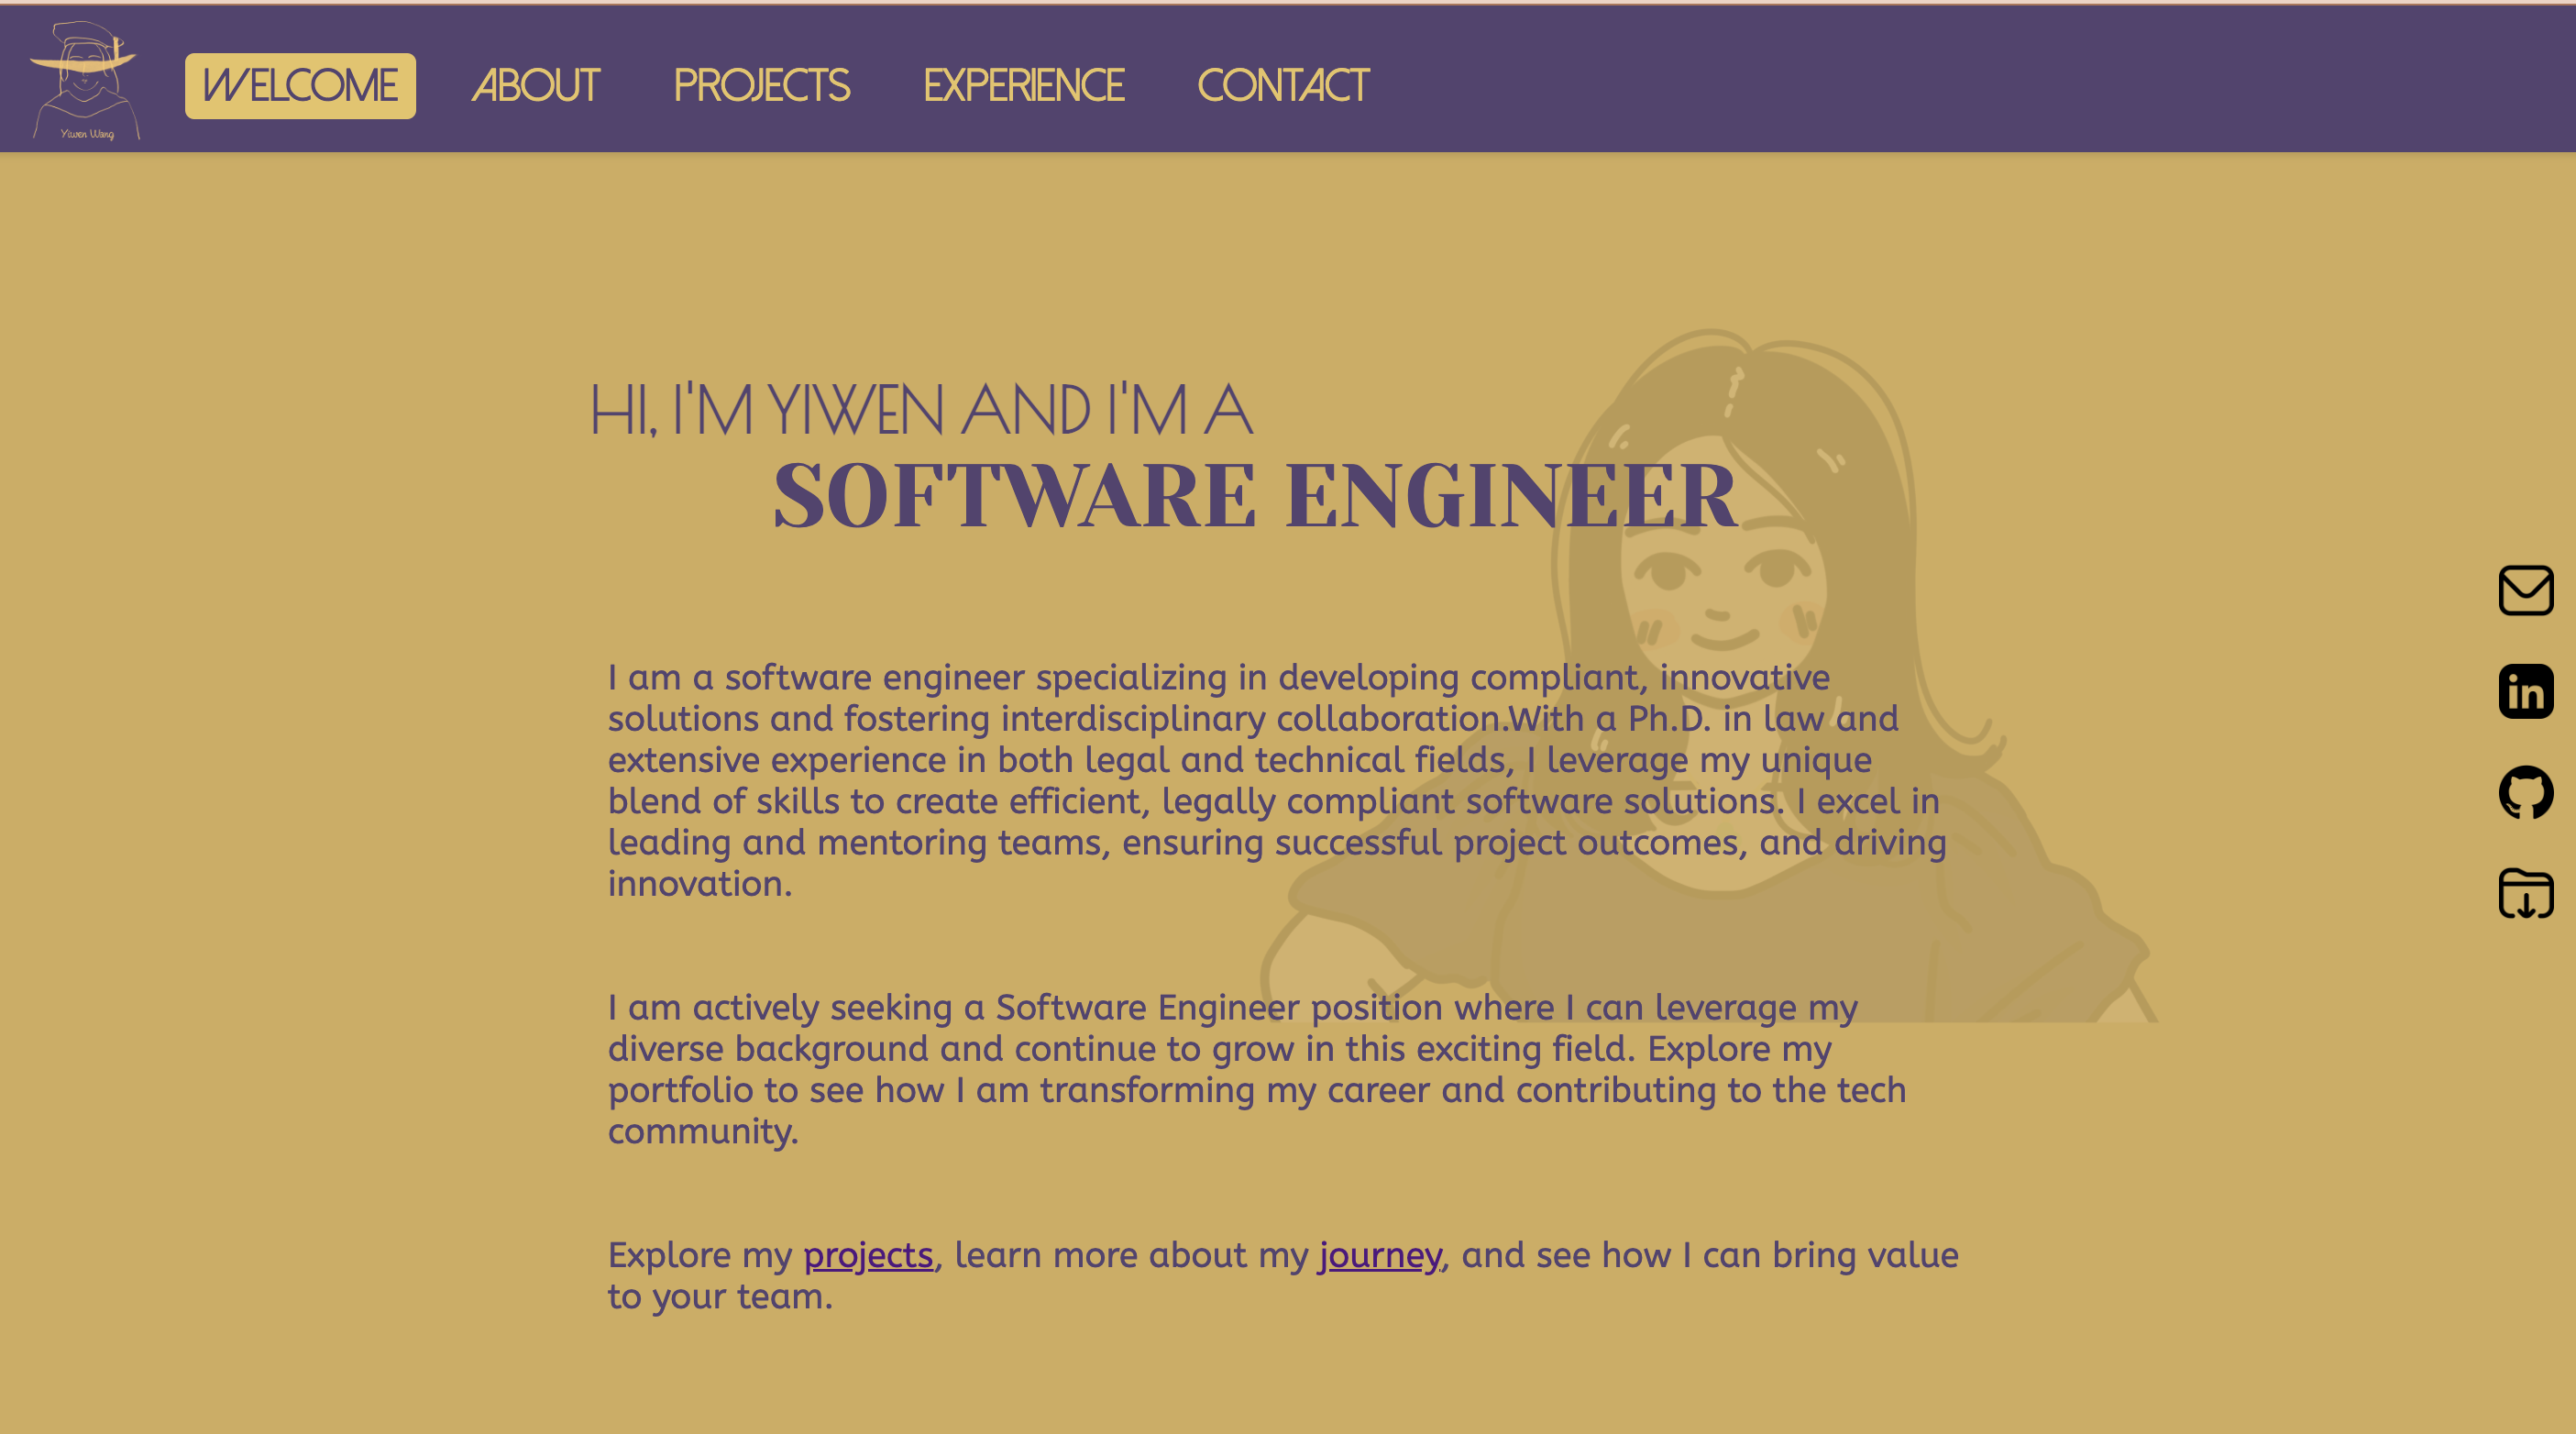 Yiwen Wang
WELCOME
ABOUT
PROJECTS
EXPERIENCE
CONTACT
HI, I'M YIWEN AND I'M A
SOFTWARE ENGINEER
I am a software engineer specializing in developing compliant, innovative
solutions and fostering interdisciplinary collaboration.With a Ph.D. in law and
extensive experience in both legal and technical fields, I leverage my unique
blend of skills to create efficient, legally compliant software solutions. I excel in
leading and mentoring teams, ensuring successful project outcomes, and driving
innovation.
I am actively seeking a Software Engineer position where I can leverage my
diverse background and continue to grow in this exciting field. Explore my
portfolio to see how I am transforming my career and contributing to the tech
community.
Explore my projects, learn more about my journey, and see how I can bring value
to your team.
in